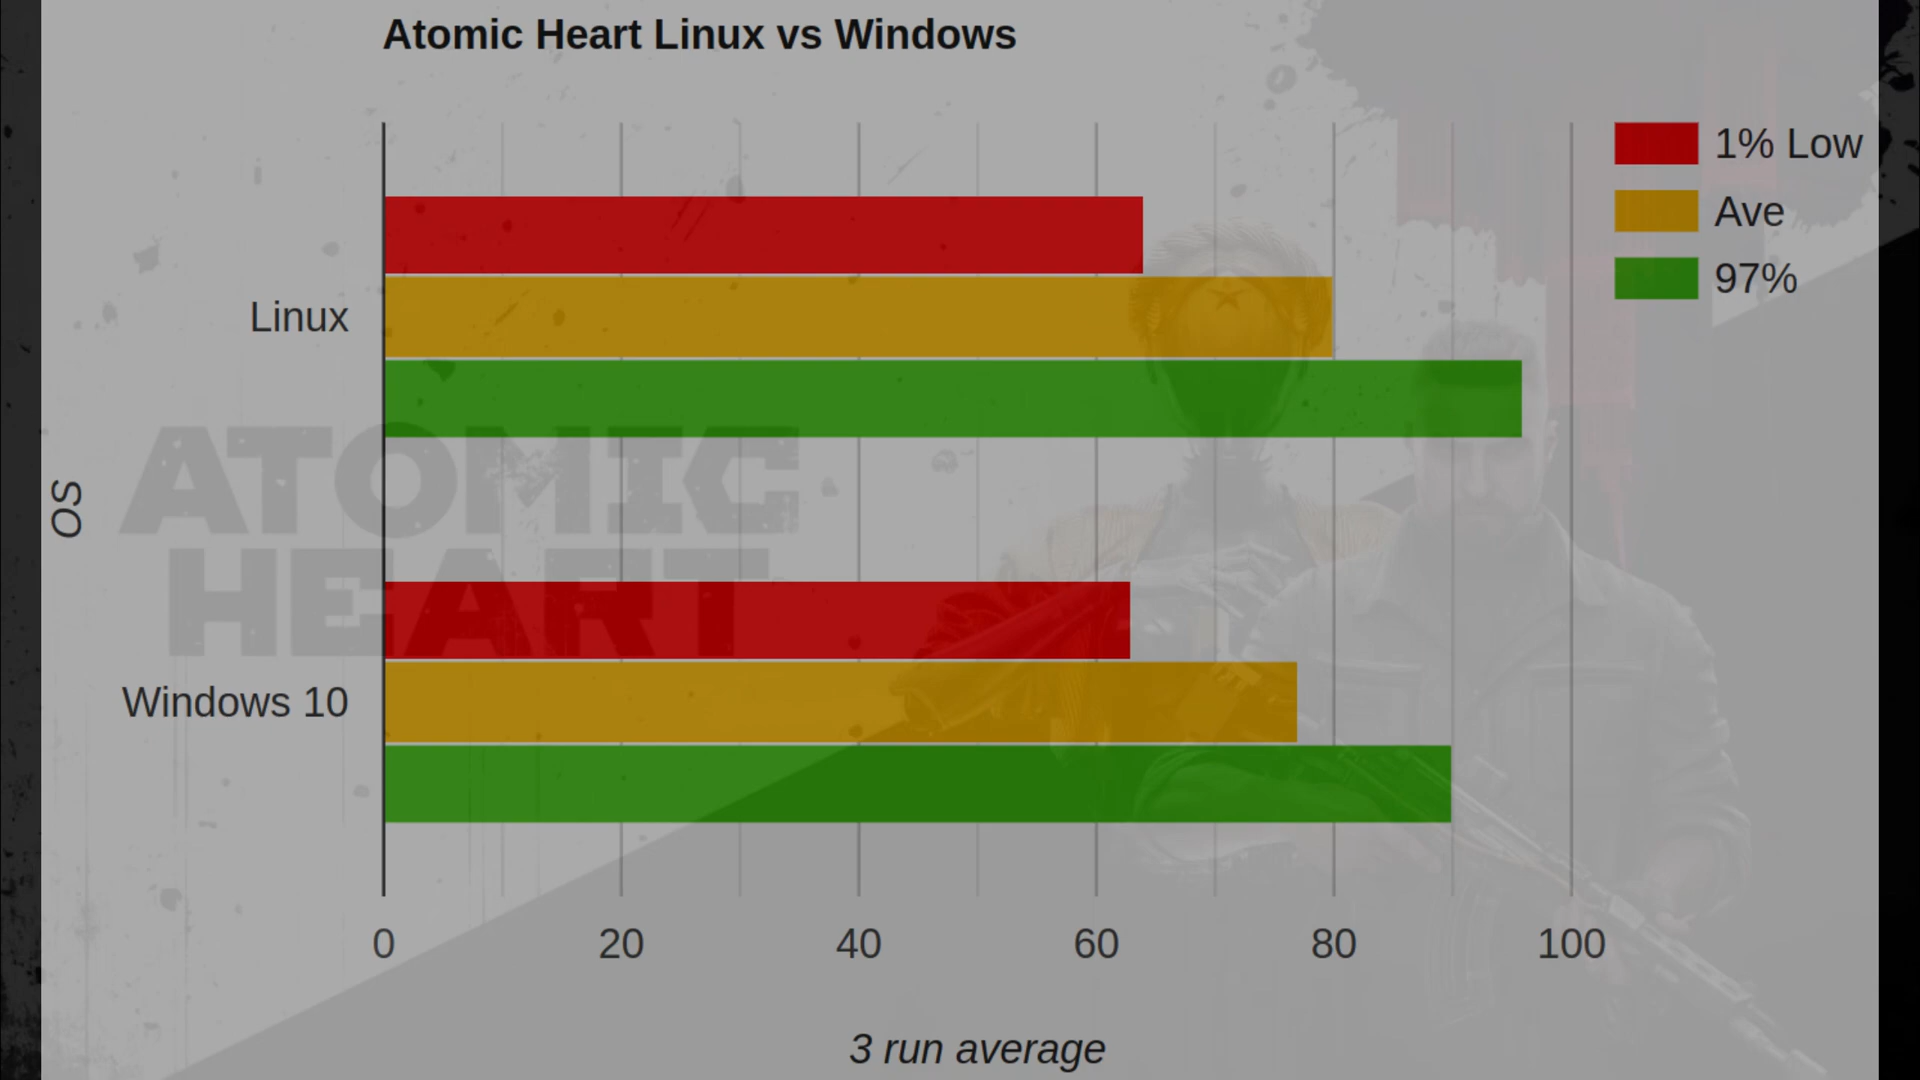 Atomic Heart Linux vs Windows
1% Low
Ave
97%
Linux
OS
ATOMIC
HEART
Windows 10
0 20 40 60 80 100
3 run average